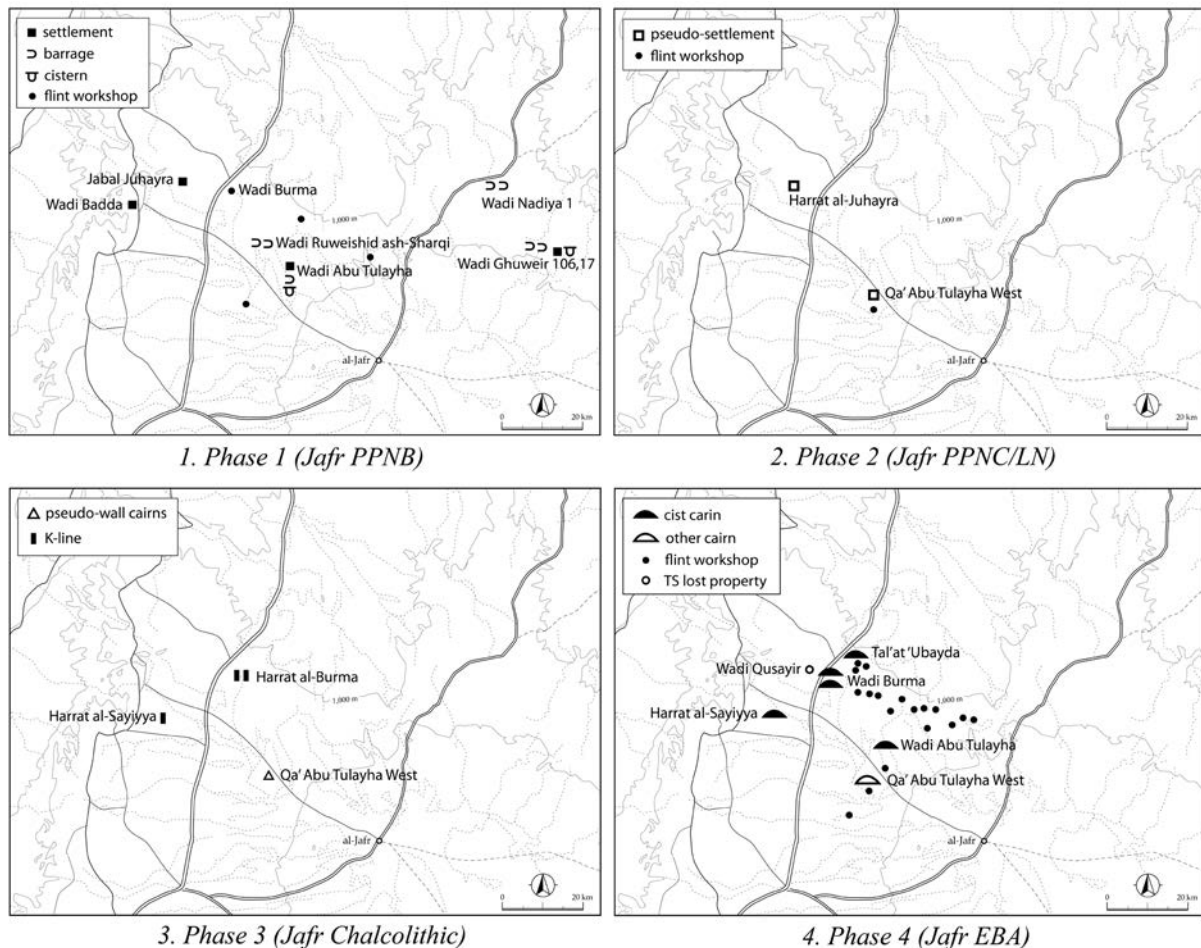 settlement
barrage
cistern
flint workshop
Jabal Juhayra
Wadi Badda
Wadi Burma
1,000 m
Wadi Nadiya 1
Wadi Ruweishid ash-Sharqi
Wadi Ghuweir 106,17
Wadi Abu Tulayha
al-Jafr
0 20 km
1. Phase 1 (Jafr PPNB)
pseudo-settlement
flint workshop
Harrat al-Juhayra
1,000 m
Qa' Abu Tulayha West
al-Jafr
0 20 km
2. Phase 2 (Jafr PPNC/LN)
pseudo-wall cairns
K-line
Harrat al-Burma
1,000 m
Harrat al-Sayiyya
Qa' Abu Tulayha West
al-Jafr
0 20 km
3. Phase 3 (Jafr Chalcolithic)
cist carin
other cairn
flint workshop
TS lost property
Tal'at 'Ubayda
Wadi Qusayir
Wadi Burma
1,000 m
Harrat al-Sayiyya
Wadi Abu Tulayha
Qa' Abu Tulayha West
al-Jafr
0 20 km
4. Phase 4 (Jafr EBA)